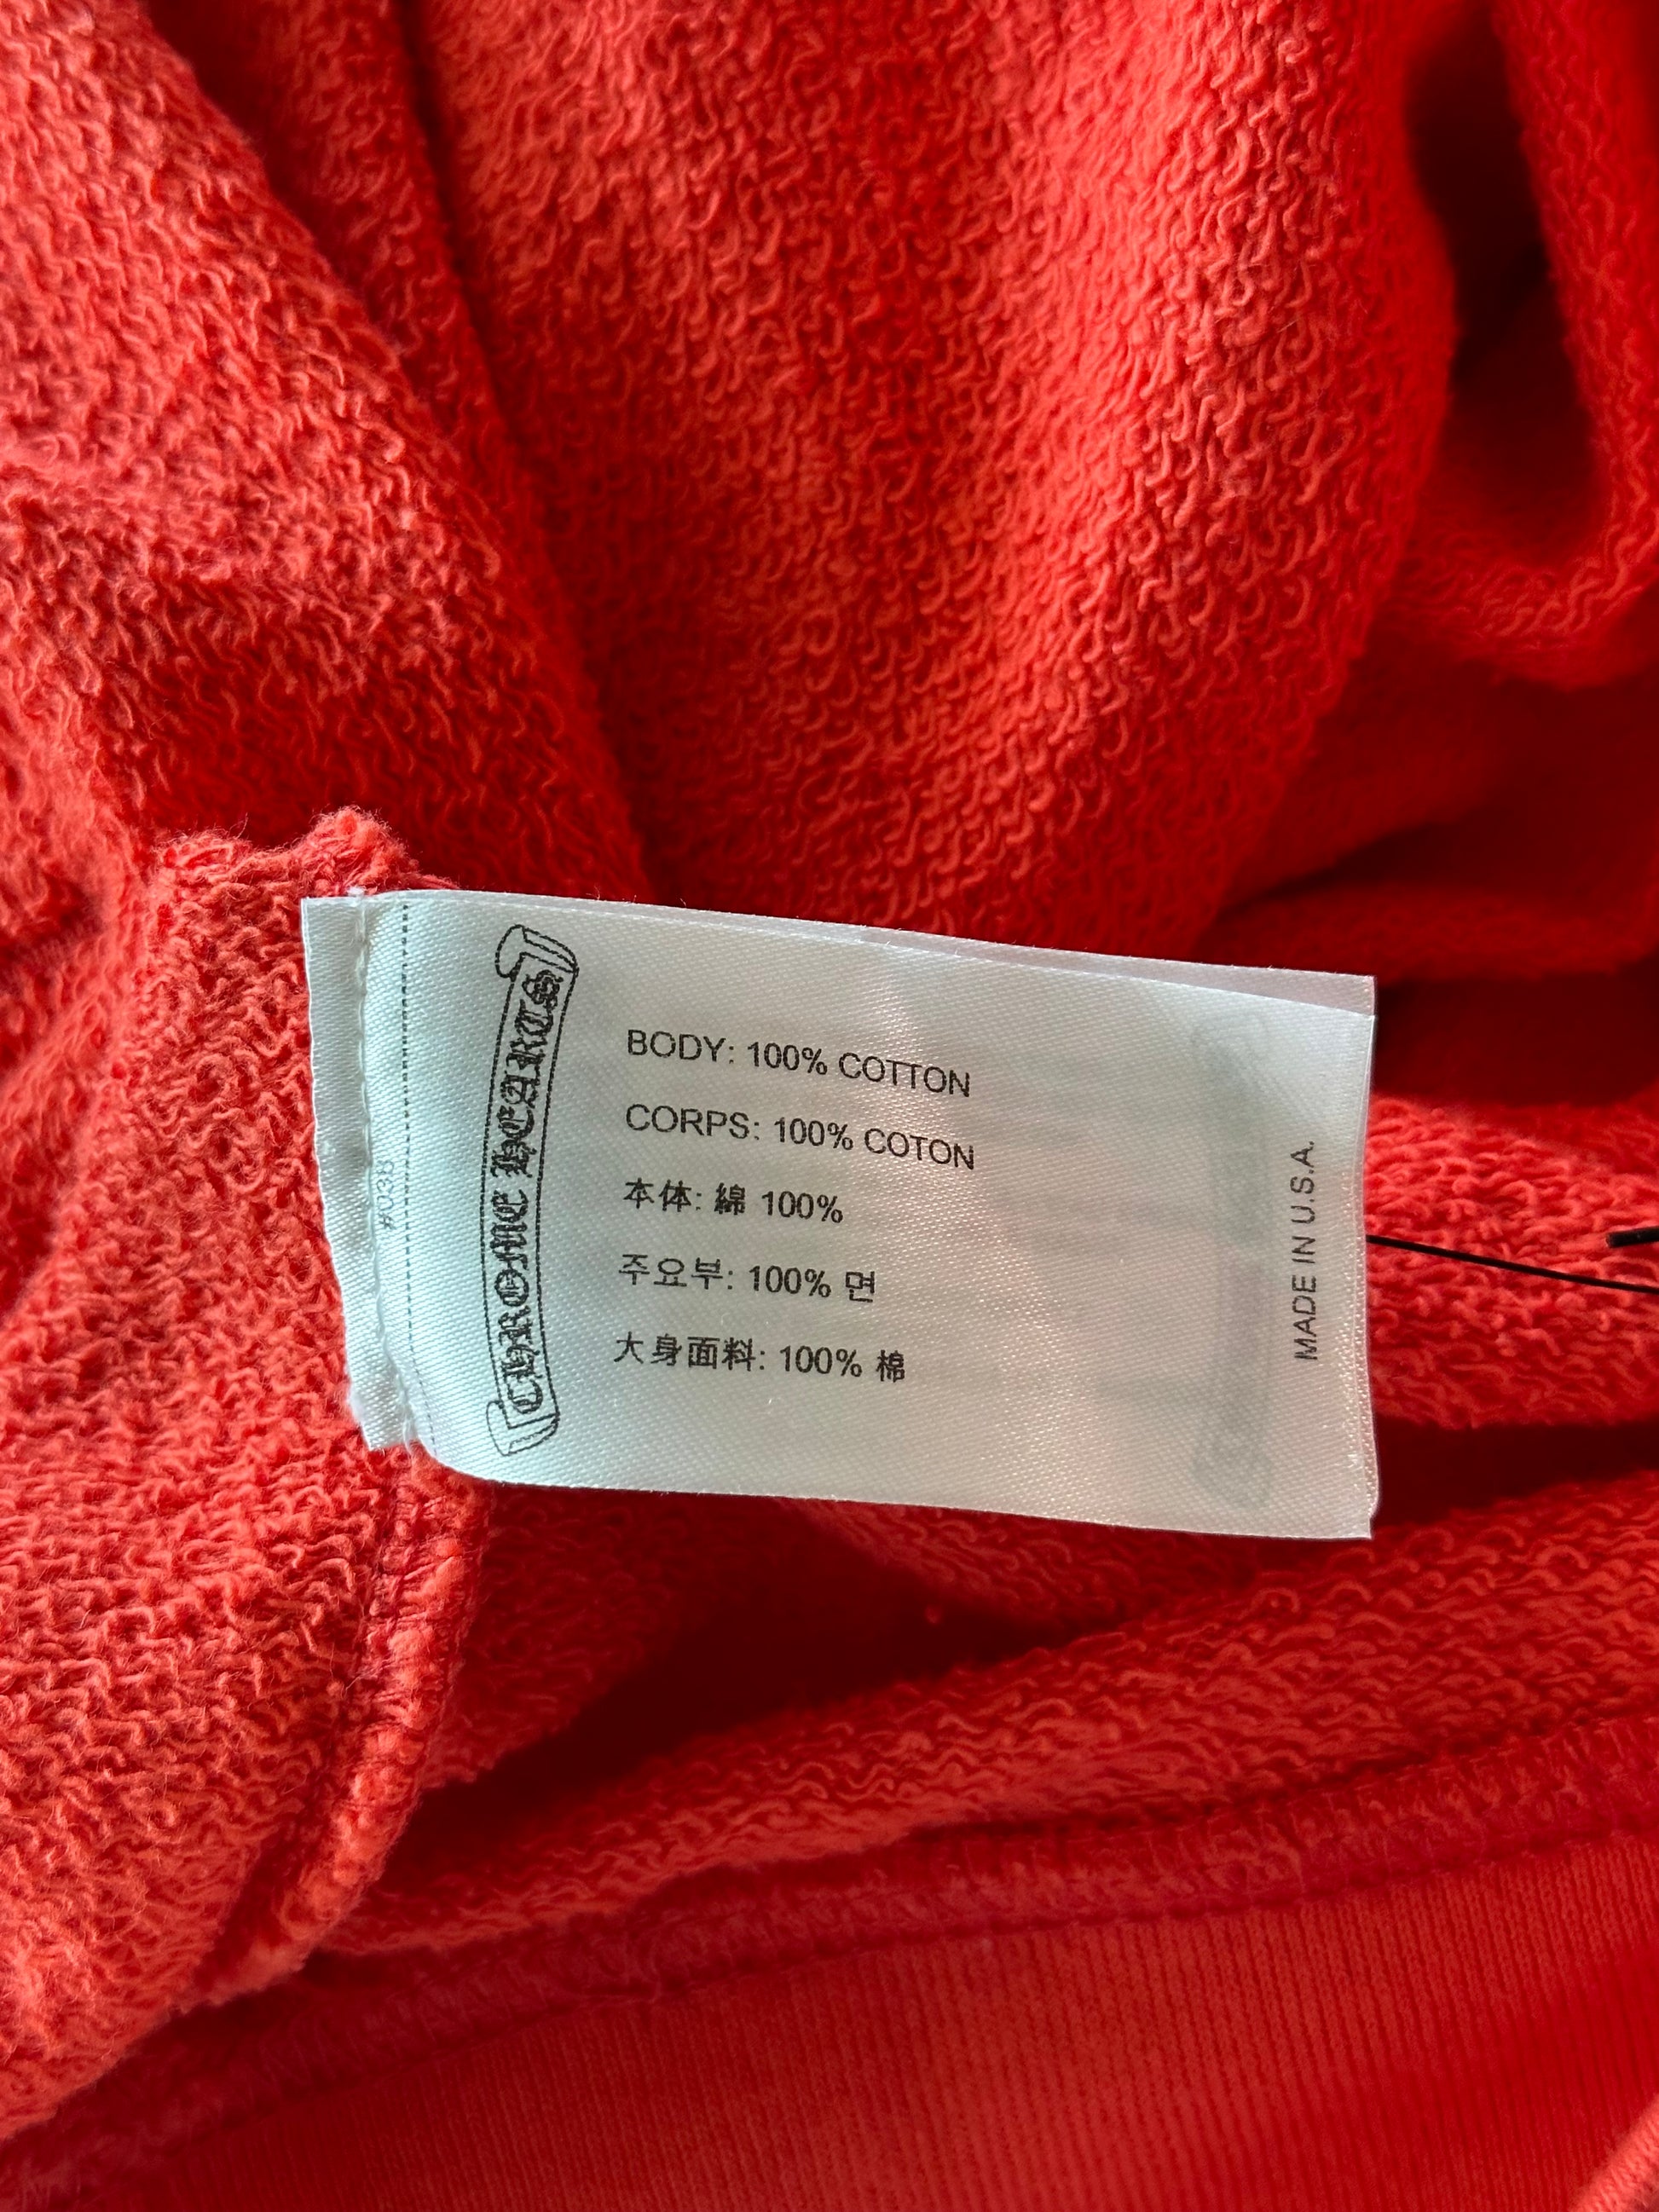 #038
CHROME HEARTS
BODY: 100% COTTON
CORPS: 100% COTON
本体: 綿 100%
주요부: 100% 면
大身面料: 100% 棉
MADE IN U.S.A.